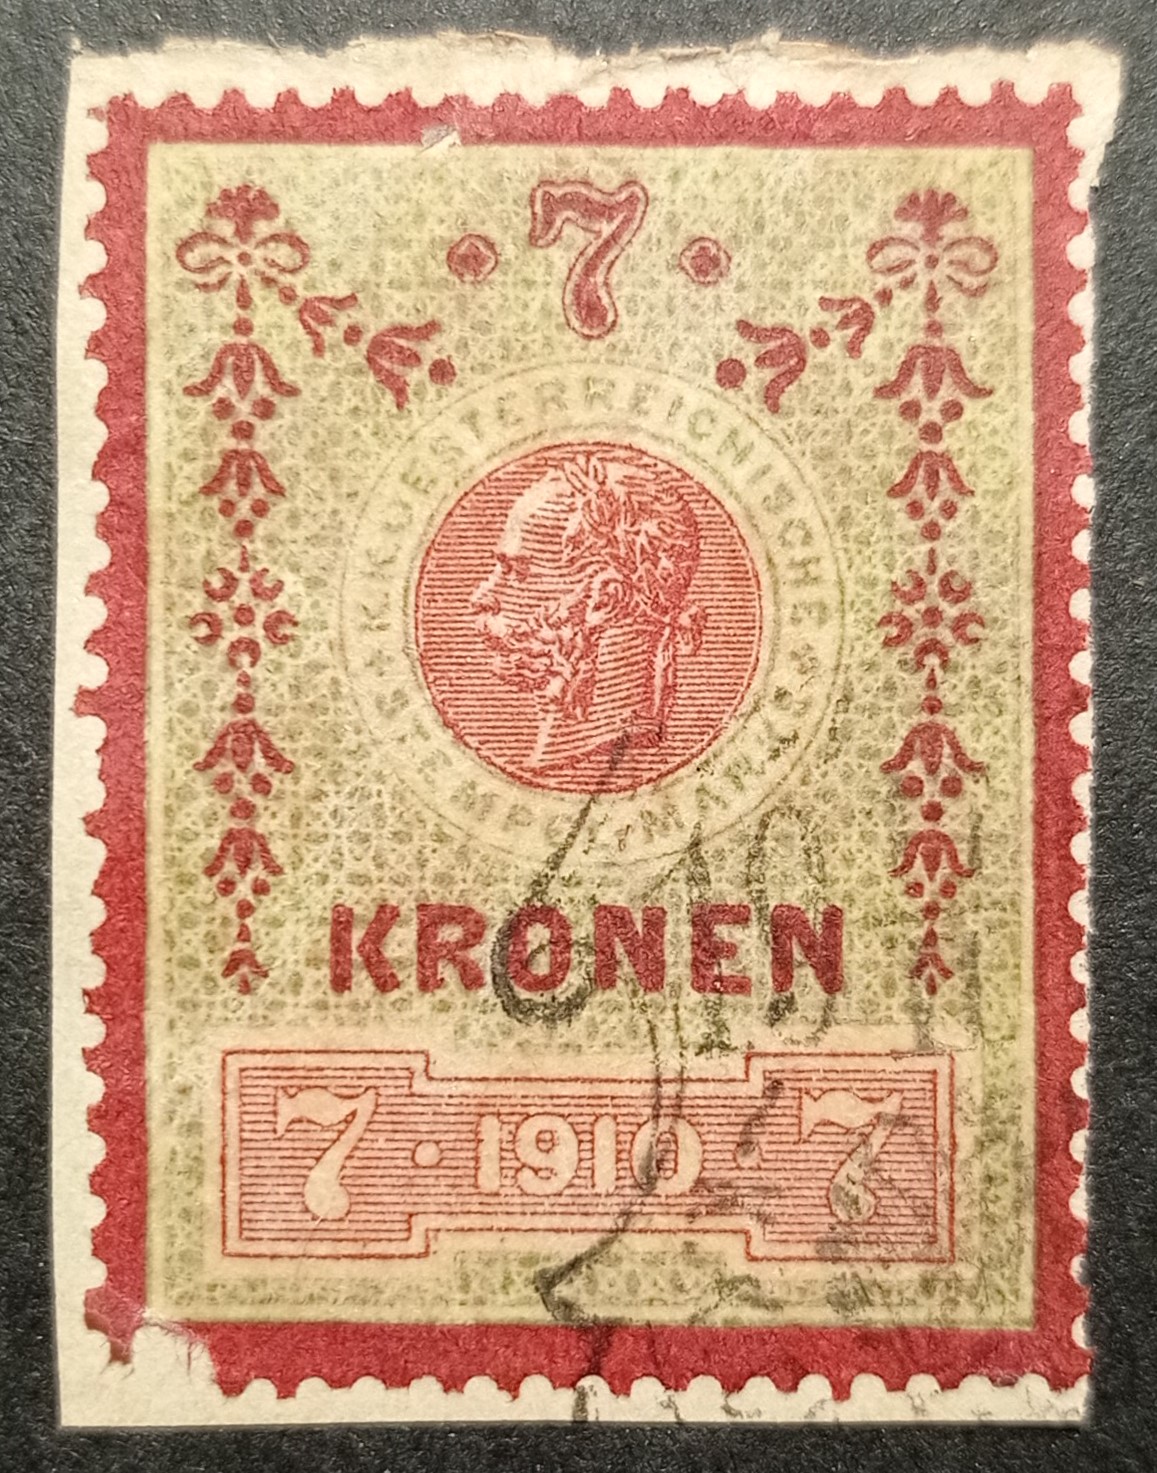 7
K.K.OESTERREICHISCHE
STEMPELMARKE
KRONEN
7 · 1910 · 7